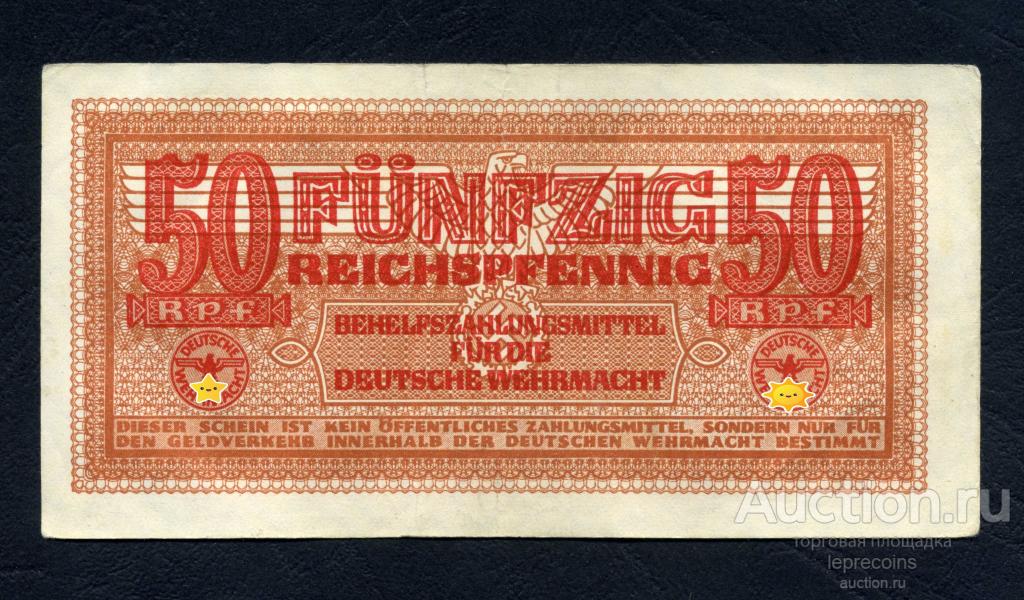 50 FÜNFZIG 50
REICHSPFENNIG
Rpf Rpf
BEHELFSZAHLUNGSMITTEL
FÜR DIE
DEUTSCHE WEHRMACHT
DEUTSCHE DEUTSCHE
DIESER SCHEIN IST KEIN ÖFFENTLICHES ZAHLUNGSMITTEL, SONDERN NUR FÜR
DEN GELDVERKEHR INNERHALB DER DEUTSCHEN WEHRMACHT BESTIMMT
Auction.ru
торговая площадка
leprecoins
auction.ru